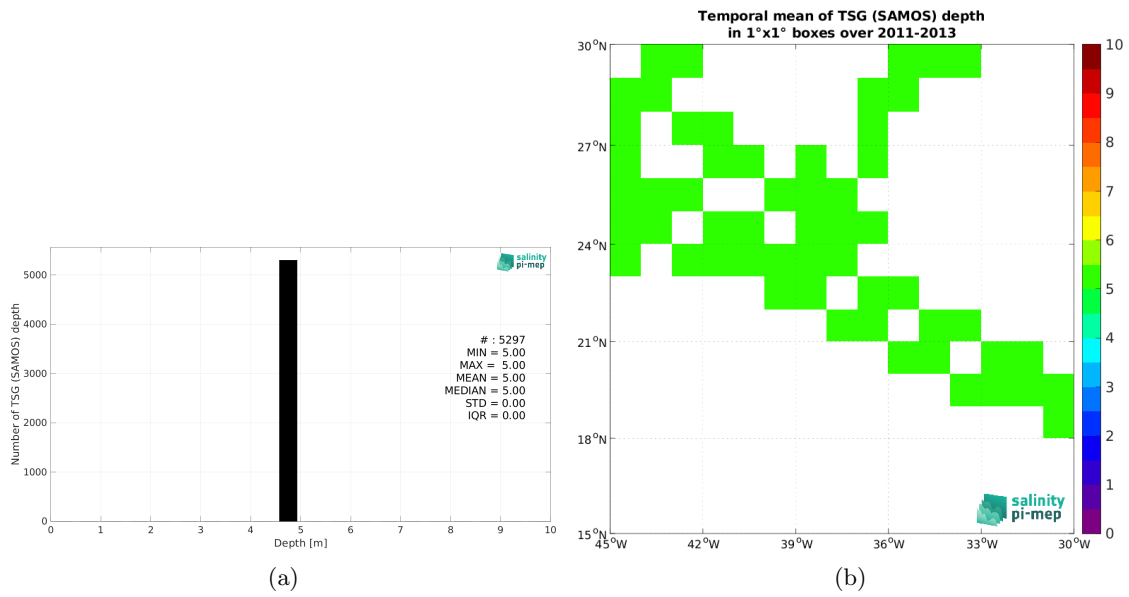 5000
4000
3000
2000
1000
0
Number of TSG (SAMOS) depth
salinity
pi-mep
# : 5297
MIN = 5.00
MAX = 5.00
MEAN = 5.00
MEDIAN = 5.00
STD = 0.00
IQR = 0.00
0 1 2 3 4 5 6 7 8 9 10
Depth [m]
(a)
Temporal mean of TSG (SAMOS) depth
in 1°x1° boxes over 2011-2013
30°N
27°N
24°N
21°N
18°N
15°N
45°W 42°W 39°W 36°W 33°W 30°W
salinity
pi-mep
10
9
8
7
6
5
4
3
2
1
0
(b)